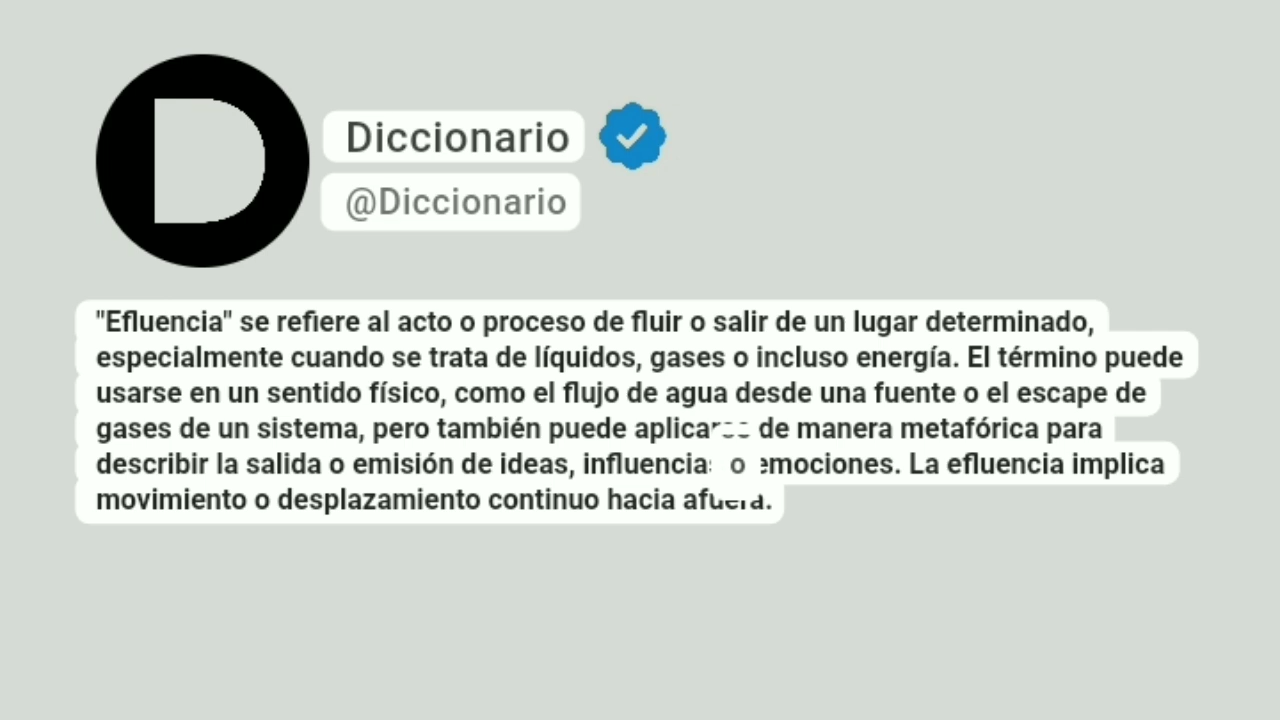 D
Diccionario
@Diccionario
"Efluencia" se refiere al acto o proceso de fluir o salir de un lugar determinado,
especialmente cuando se trata de líquidos, gases o incluso energía. El término puede
usarse en un sentido físico, como el flujo de agua desde una fuente o el escape de
gases de un sistema, pero también puede aplicarse de manera metafórica para
describir la salida o emisión de ideas, influencias o emociones. La efluencia implica
movimiento o desplazamiento continuo hacia afuera.